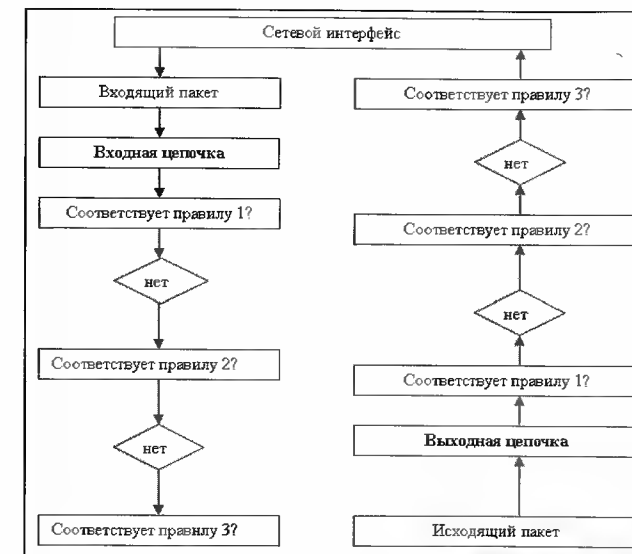 Сетевой интерфейс
Входящий пакет
Входная цепочка
Соответствует правилу 1?
нет
Соответствует правилу 2?
нет
Соответствует правилу 3?
Соответствует правилу 3?
нет
Соответствует правилу 2?
нет
Соответствует правилу 1?
Выходная цепочка
Исходящий пакет